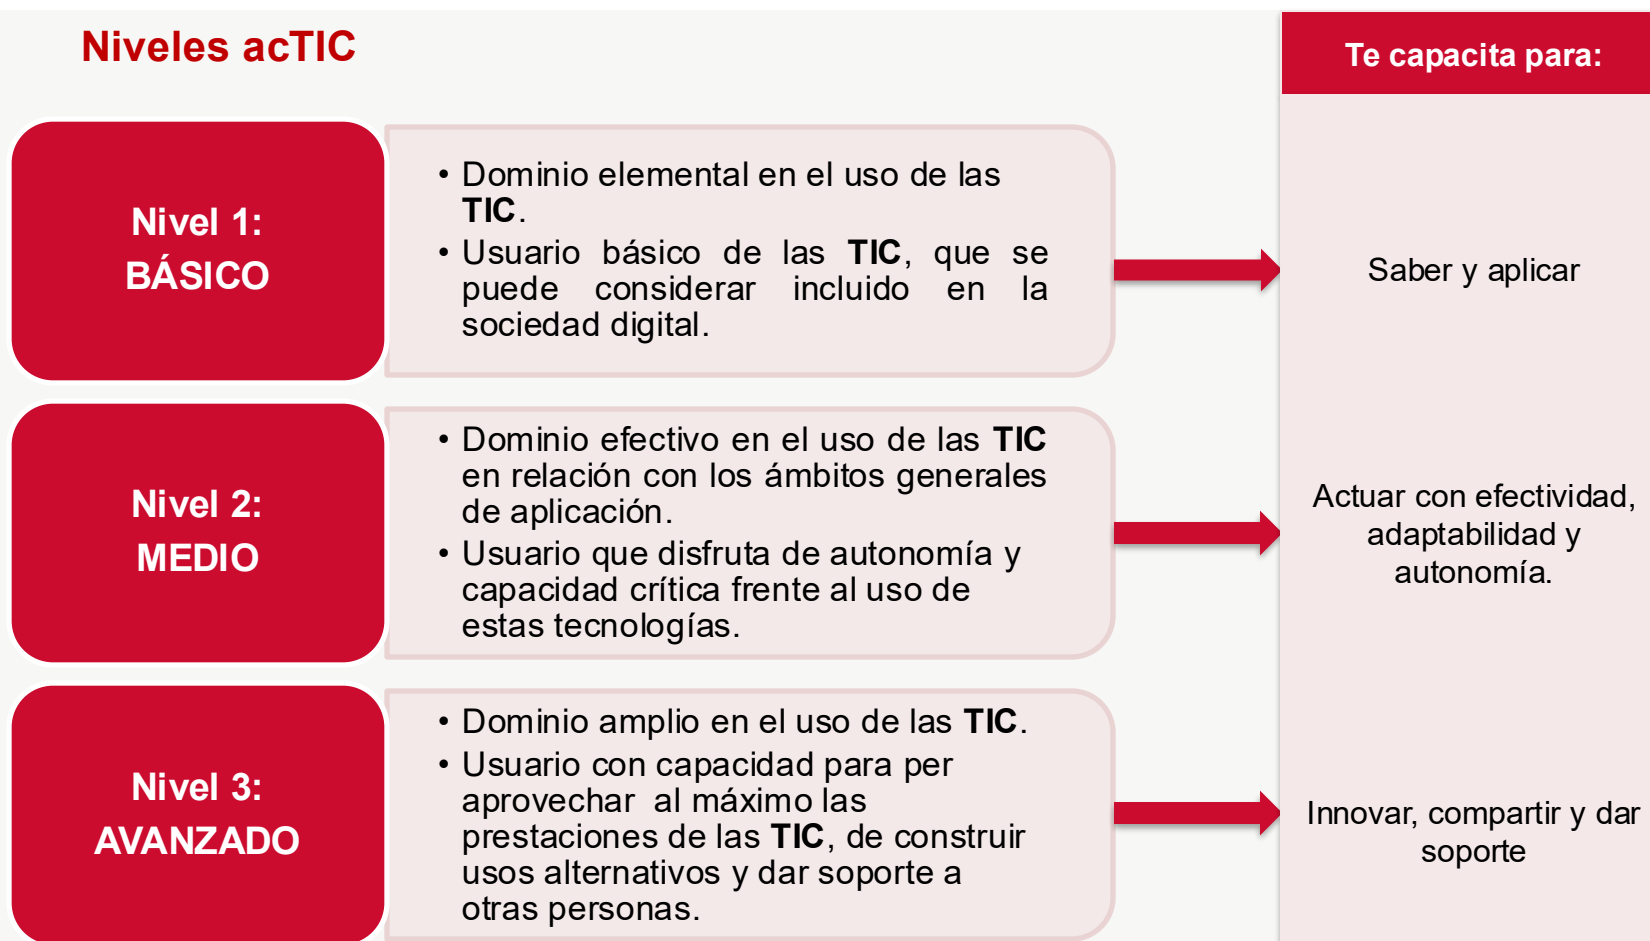 Niveles acTIC
Te capacita para:
Nivel 1:
BÁSICO
• Dominio elemental en el uso de las
TIC.
• Usuario básico de las TIC, que se
puede considerar incluido en la
sociedad digital.
Saber y aplicar
Nivel 2:
MEDIO
• Dominio efectivo en el uso de las TIC
en relación con los ámbitos generales
de aplicación.
• Usuario que disfruta de autonomía y
capacidad crítica frente al uso de
estas tecnologías.
Actuar con efectividad,
adaptabilidad y
autonomía.
Nivel 3:
AVANZADO
• Dominio amplio en el uso de las TIC.
• Usuario con capacidad para per
aprovechar al máximo las
prestaciones de las TIC, de construir
usos alternativos y dar soporte a
otras personas.
Innovar, compartir y dar
soporte